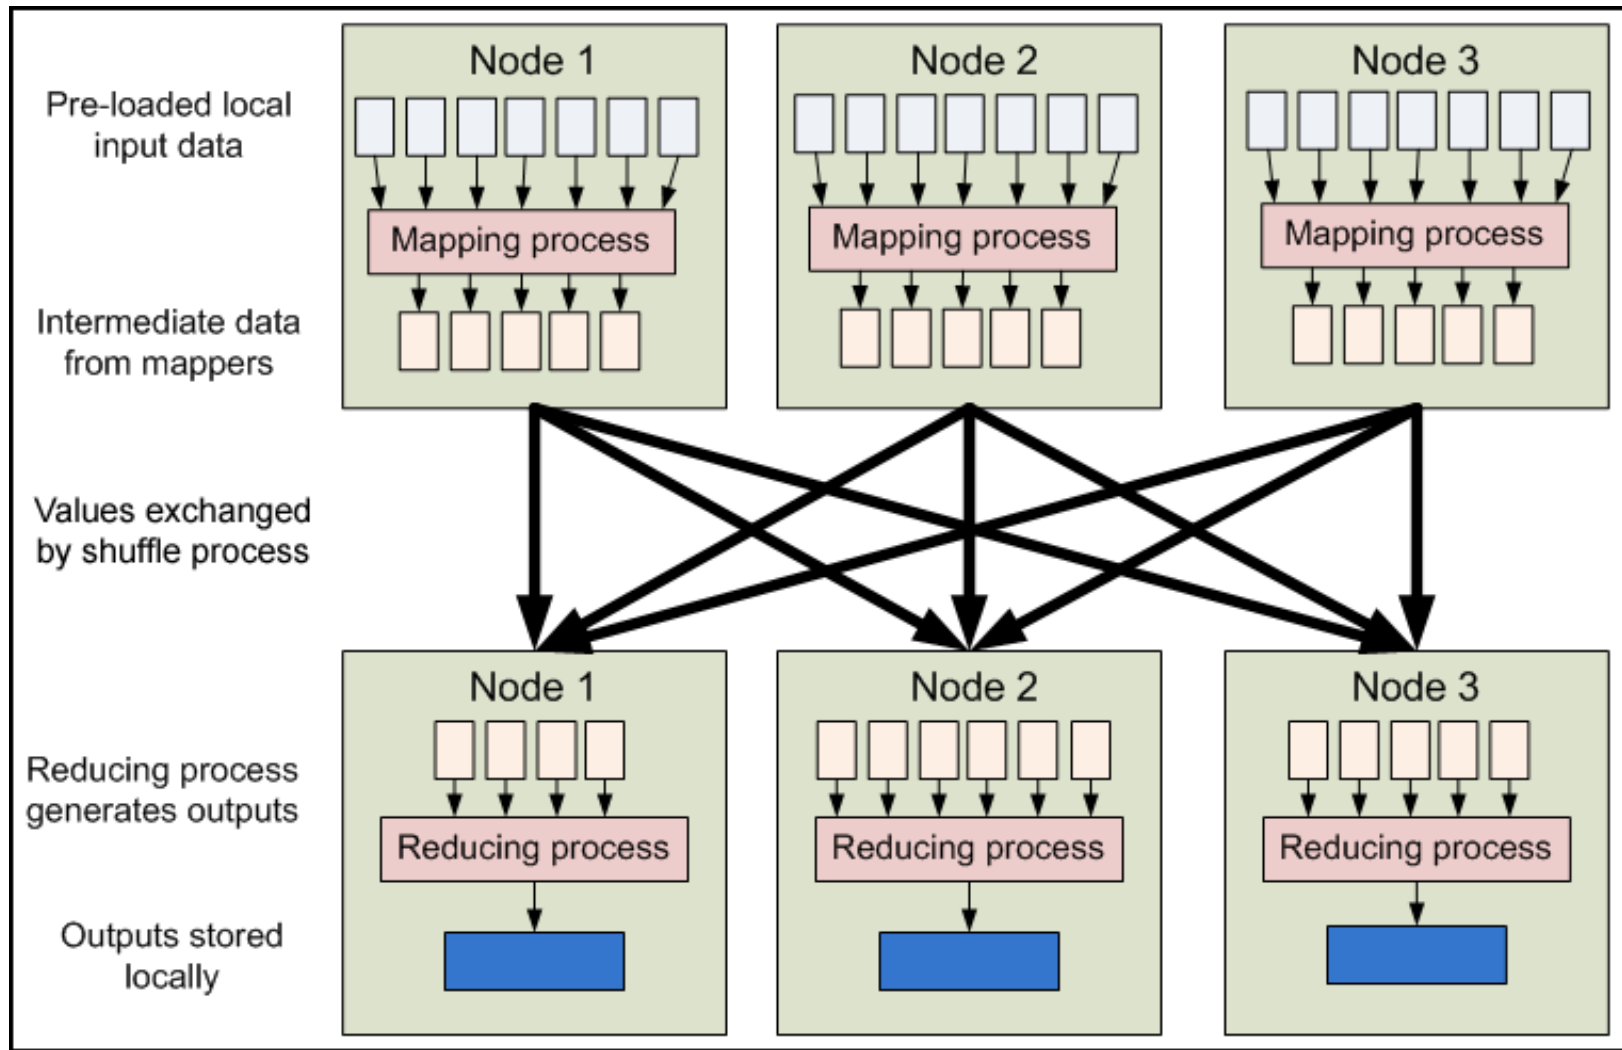 Node 1
Node 2
Node 3
Pre-loaded local
input data
Mapping process
Mapping process
Mapping process
Intermediate data
from mappers
Values exchanged
by shuffle process
Node 1
Node 2
Node 3
Reducing process
generates outputs
Reducing process
Reducing process
Reducing process
Outputs stored
locally